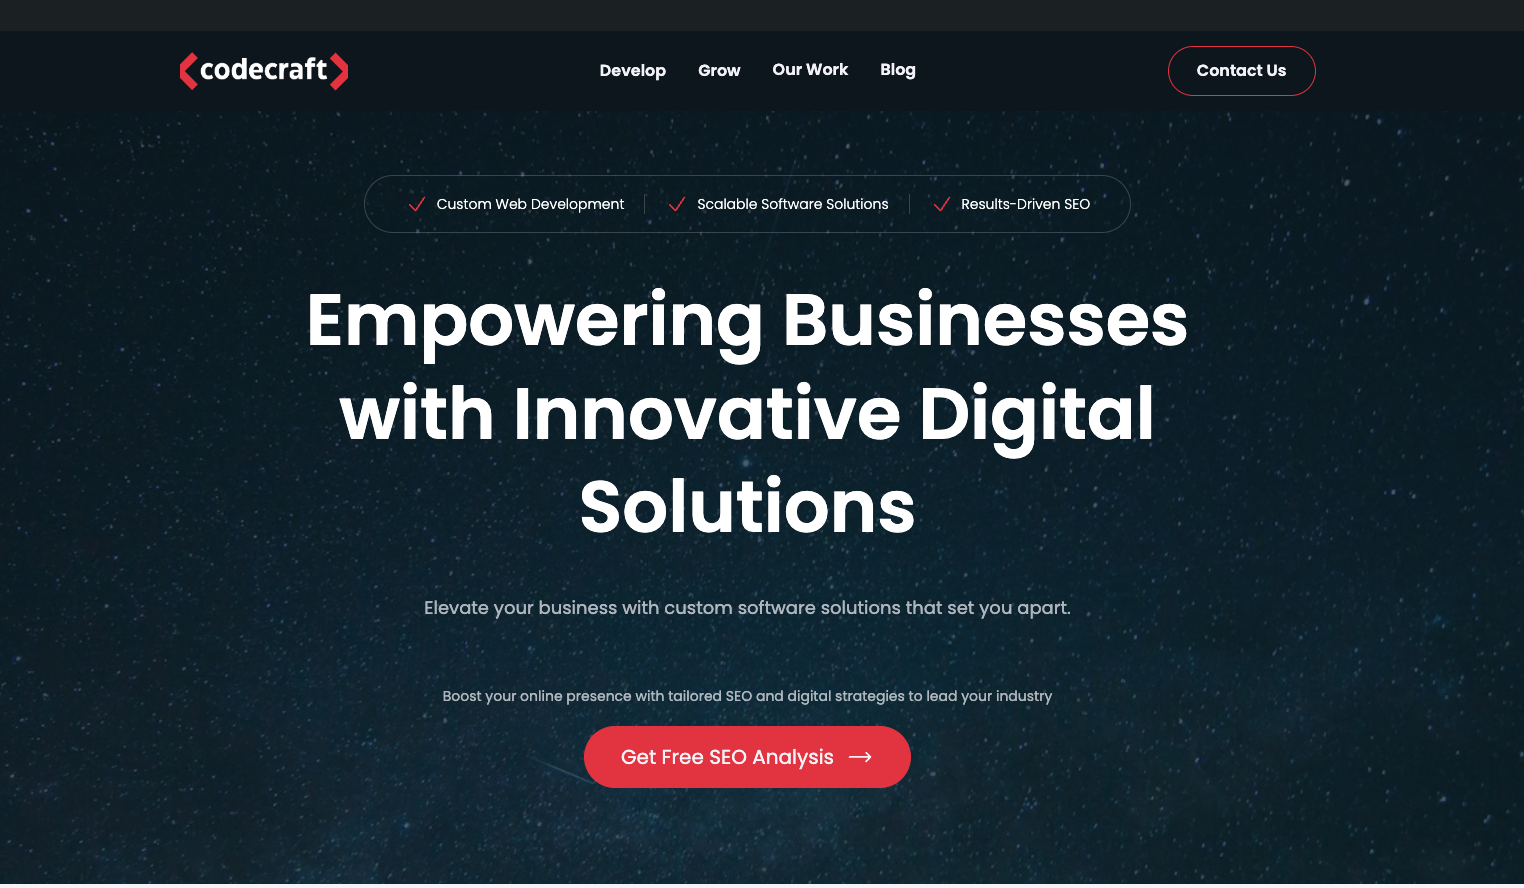 codecraft
Develop Grow Our Work Blog
Contact Us
Custom Web Development Scalable Software Solutions Results-Driven SEO
Empowering Businesses
with Innovative Digital
Solutions
Elevate your business with custom software solutions that set you apart.
Boost your online presence with tailored SEO and digital strategies to lead your industry
Get Free SEO Analysis